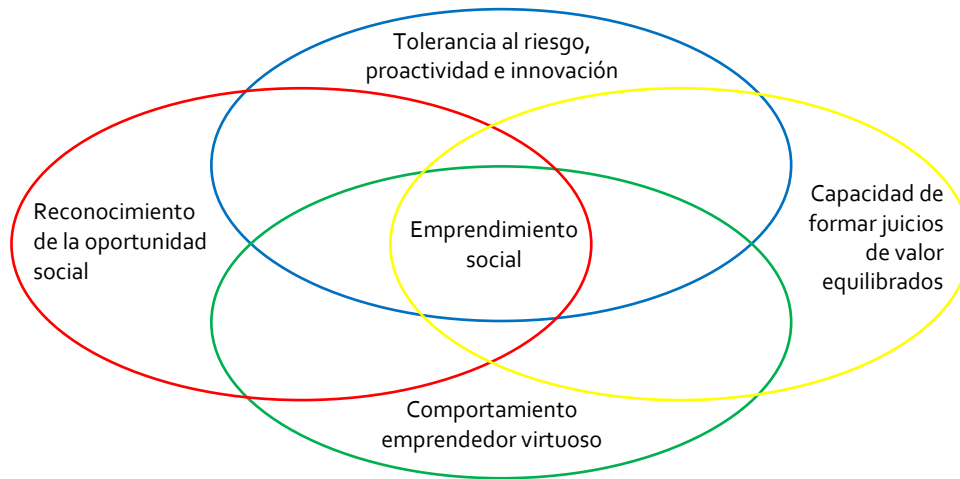 Tolerancia al riesgo,
proactividad e innovación
Reconocimiento
de la oportunidad
social
Emprendimiento
social
Capacidad de
formar juicios
de valor
equilibrados
Comportamiento
emprendedor virtuoso